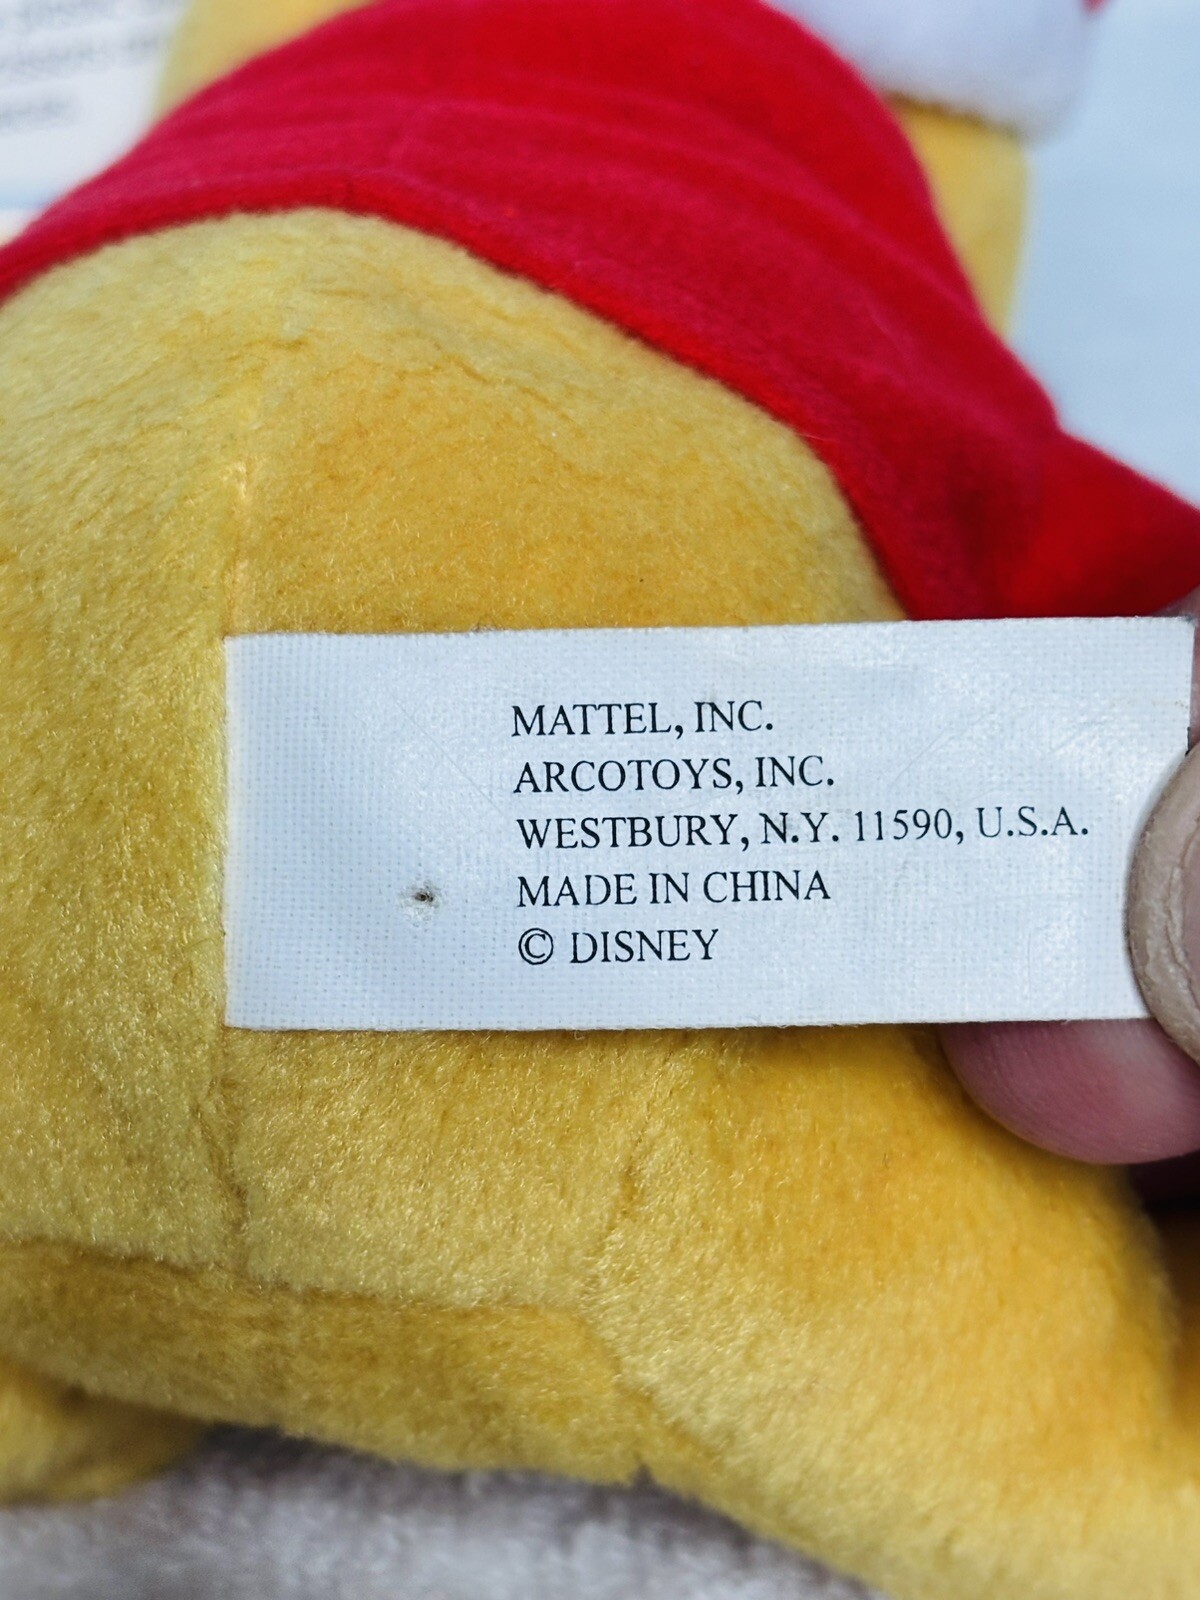 MATTEL, INC.
ARCOTOYS, INC.
WESTBURY, N.Y. 11590, U.S.A.
MADE IN CHINA
© DISNEY